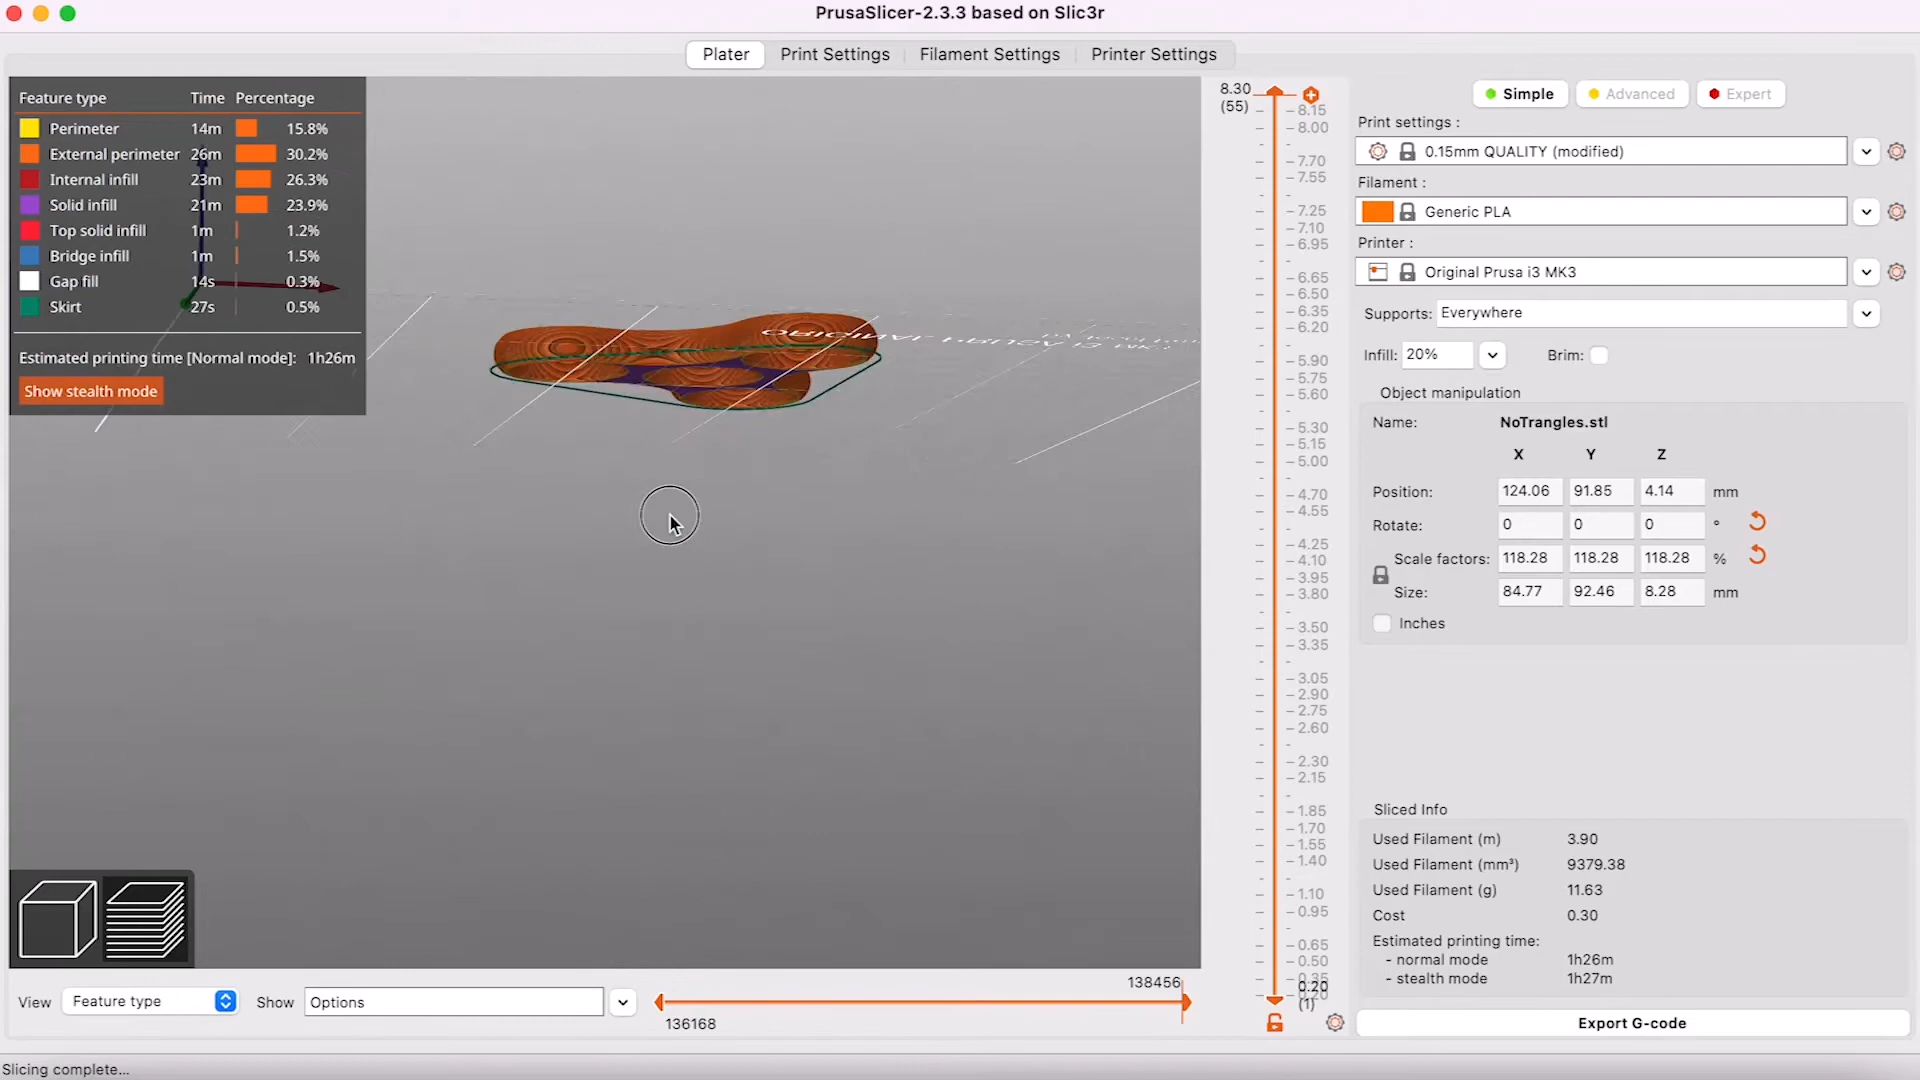 PrusaSlicer-2.3.3 based on Slic3r
Plater Print Settings Filament Settings Printer Settings
Feature type Time Percentage
Perimeter 14m 15.8%
External perimeter 26m 30.2%
Internal infill 23m 26.3%
Solid infill 21m 23.9%
Top solid infill 1m 1.2%
Bridge infill 1m 1.5%
Gap fill 14s 0.3%
Skirt 27s 0.5%
Estimated printing time [Normal mode]: 1h26m
Show stealth mode
8.30
(55)
8.15
8.00
7.70
7.55
7.25
7.10
6.95
6.65
6.50
6.35
6.20
5.90
5.75
5.60
5.30
5.15
5.00
4.70
4.55
4.25
4.10
3.95
3.80
3.50
3.35
3.05
2.90
2.75
2.60
2.30
2.15
1.85
1.70
1.55
1.40
1.10
0.95
0.65
0.50
0.35
0.20
0.20
(1)
Simple Advanced Expert
Print settings :
0.15mm QUALITY (modified)
Filament :
Generic PLA
Printer :
Original Prusa i3 MK3
Supports: Everywhere
Infill: 20% Brim:
Object manipulation
Name: NoTrangles.stl
X Y Z
Position: 124.06 91.85 4.14 mm
Rotate: 0 0 0 °
Scale factors: 118.28 118.28 118.28 %
Size: 84.77 92.46 8.28 mm
Inches
Sliced Info
Used Filament (m) 3.90
Used Filament (mm³) 9379.38
Used Filament (g) 11.63
Cost 0.30
Estimated printing time:
- normal mode 1h26m
- stealth mode 1h27m
Export G-code
View Feature type Show Options
138456
136168
Slicing complete...